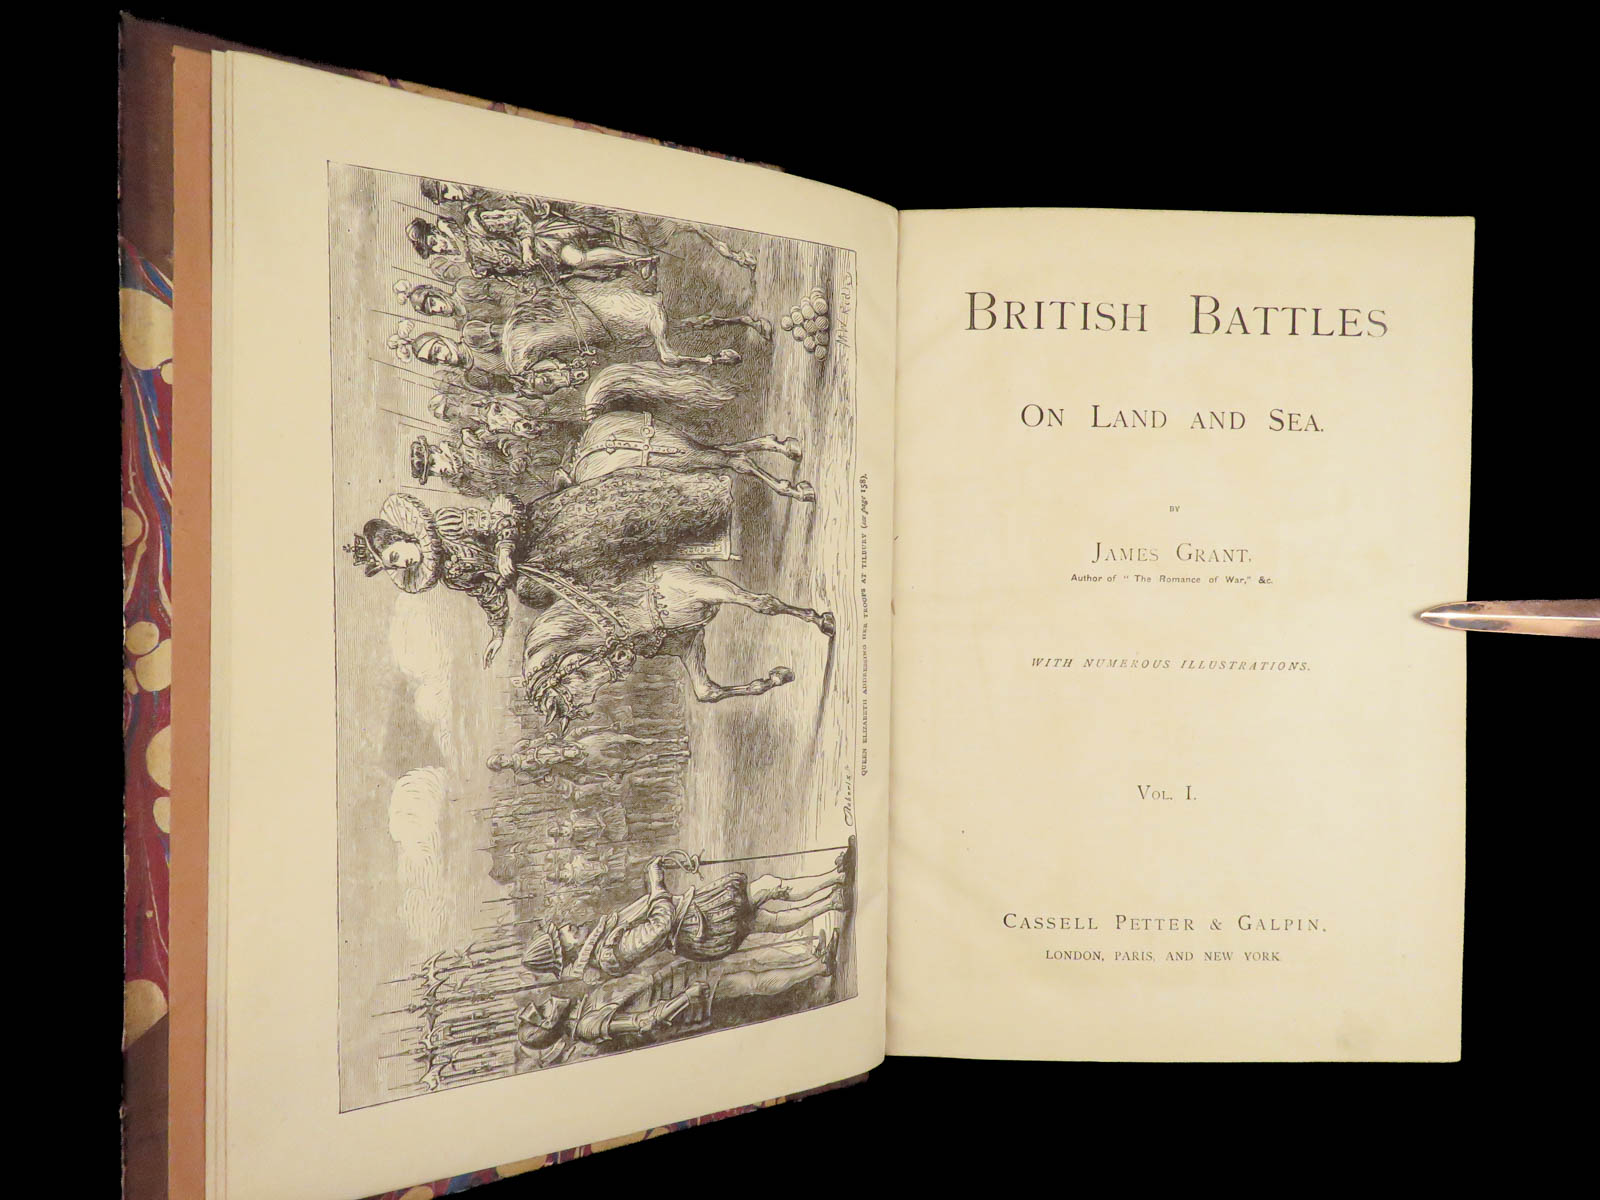 QUEEN ELIZABETH ADDRESSING HER TROOPS AT TILBURY (see page 158).
BRITISH BATTLES
ON LAND AND SEA.
BY
JAMES GRANT,
Author of "The Romance of War," &c.
WITH NUMEROUS ILLUSTRATIONS.
VOL. I.
CASSELL PETTER & GALPIN,
LONDON, PARIS, AND NEW YORK.